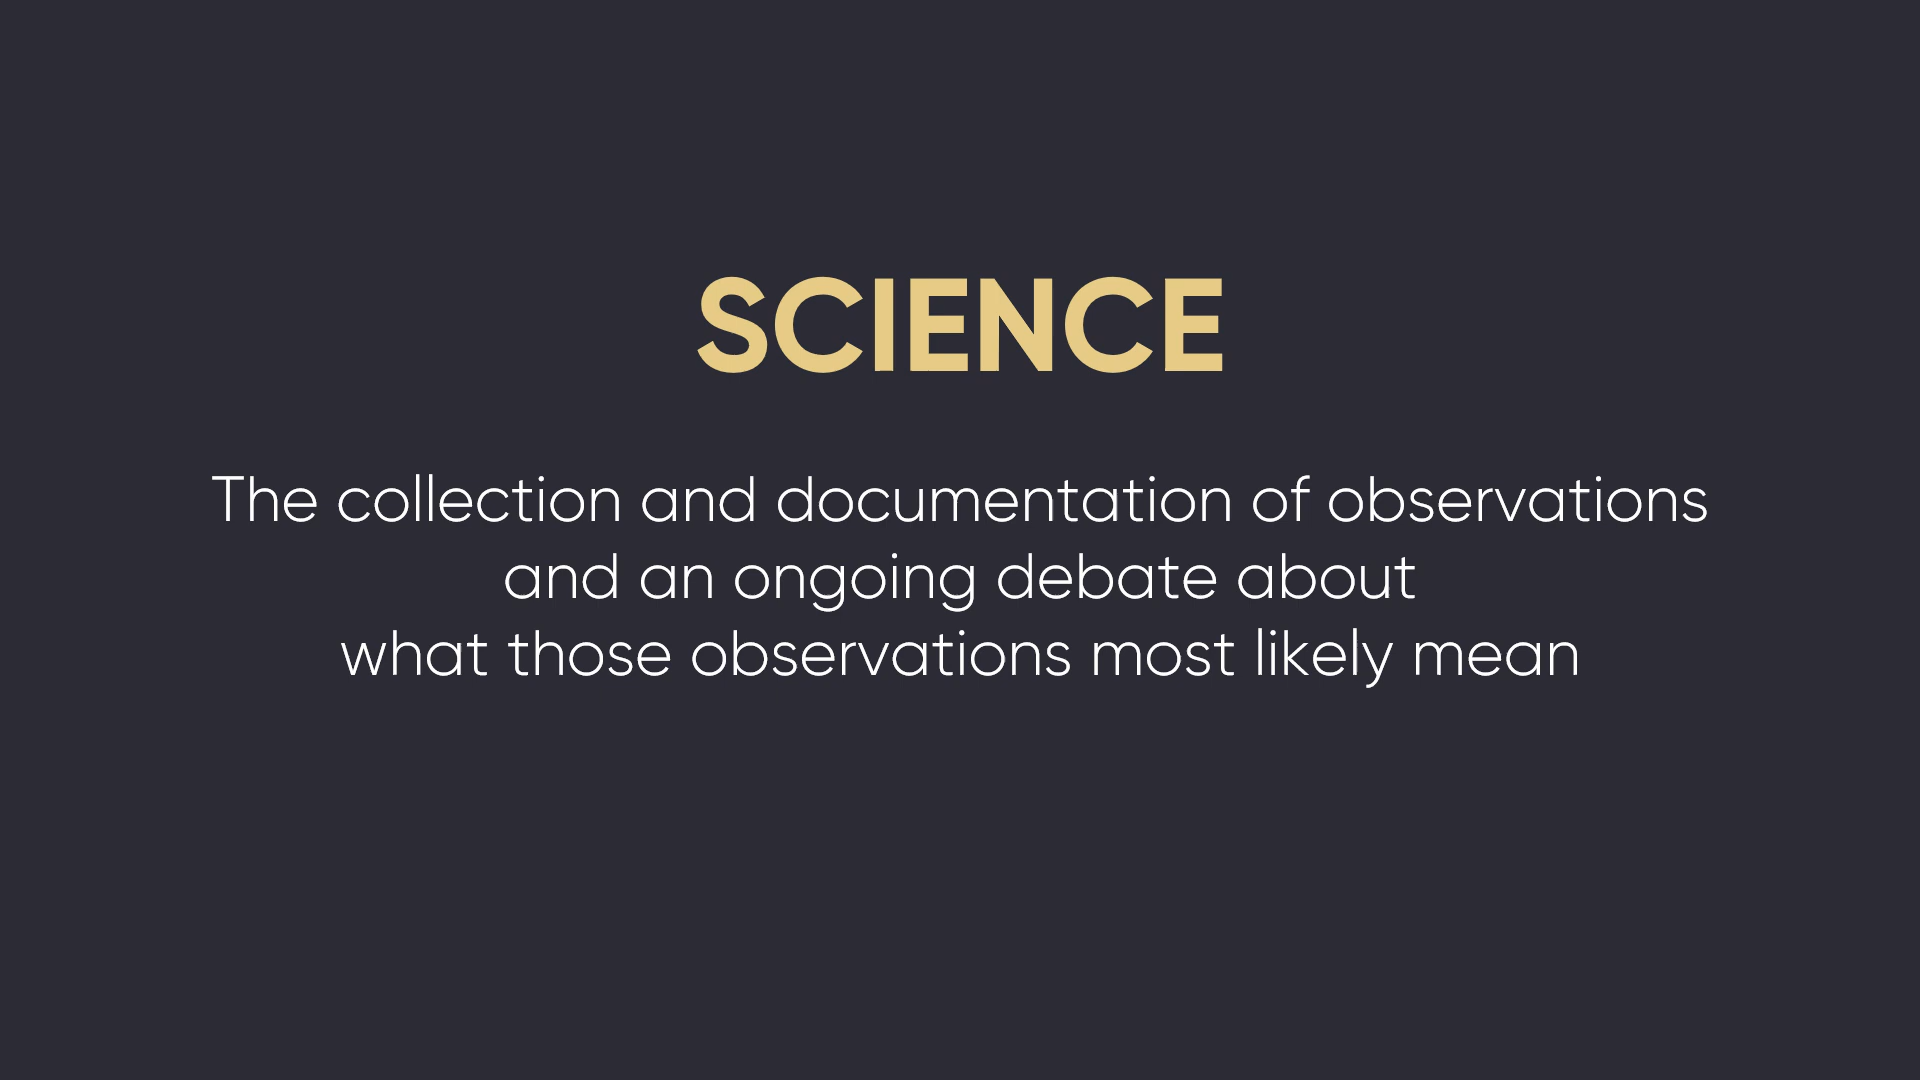 SCIENCE
The collection and documentation of observations
and an ongoing debate about
what those observations most likely mean